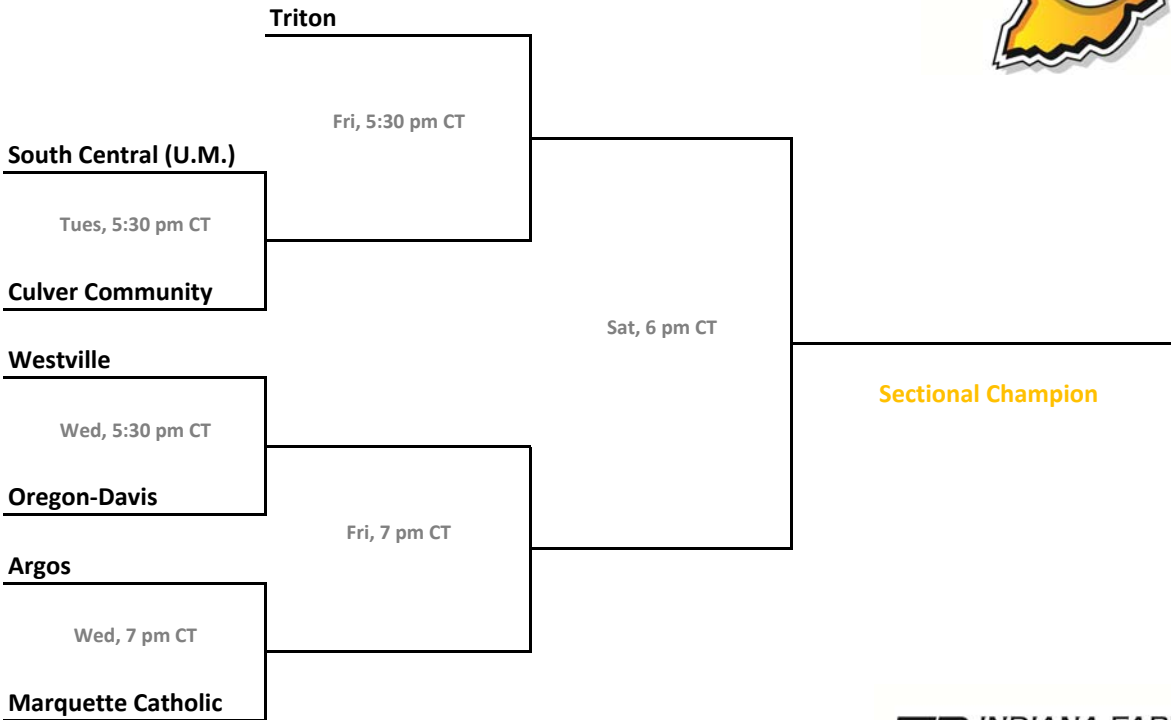 Triton
Fri, 5:30 pm CT
South Central (U.M.)
Tues, 5:30 pm CT
Culver Community
Sat, 6 pm CT
Westville
Sectional Champion
Wed, 5:30 pm CT
Oregon-Davis
Fri, 7 pm CT
Argos
Wed, 7 pm CT
Marquette Catholic
INDIANA